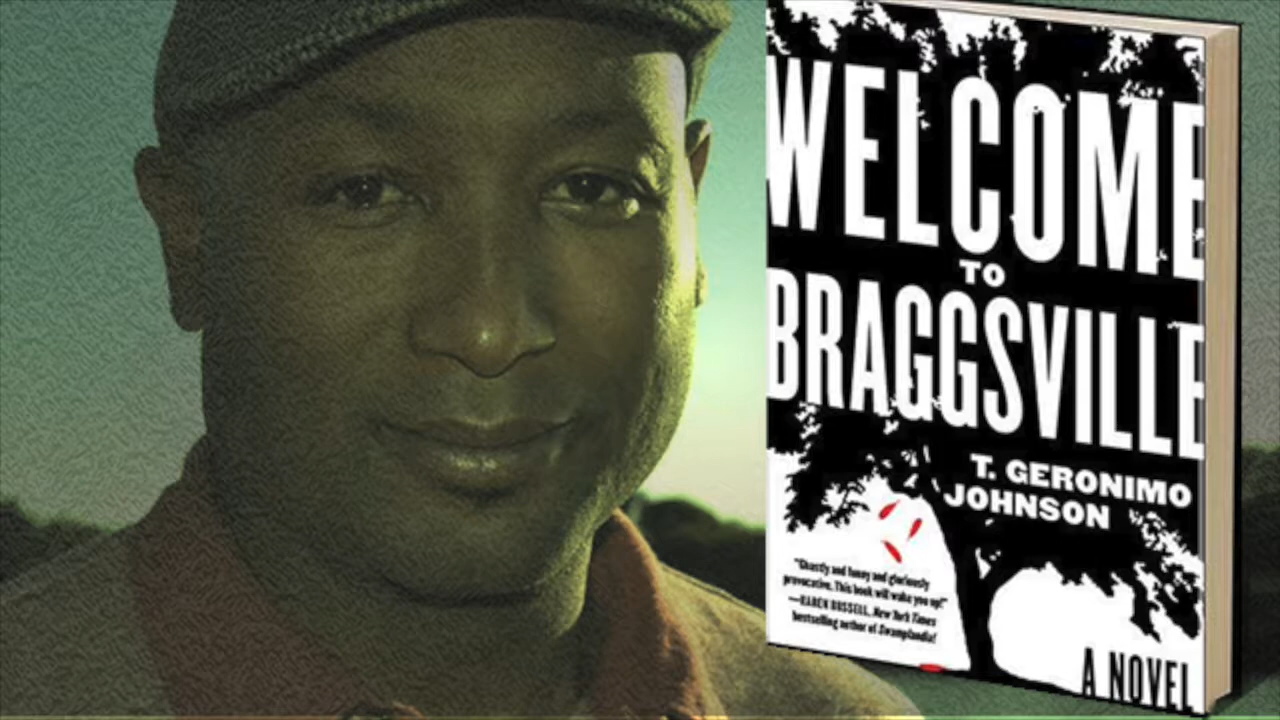 WELCOME
TO
BRAGGSVILLE
T. GERONIMO
JOHNSON
"Ghastly and funny and gloriously
provocative. This book will wake you up!"
—KAREN RUSSELL, New York Times
bestselling author of Swamplandia!
A NOVEL